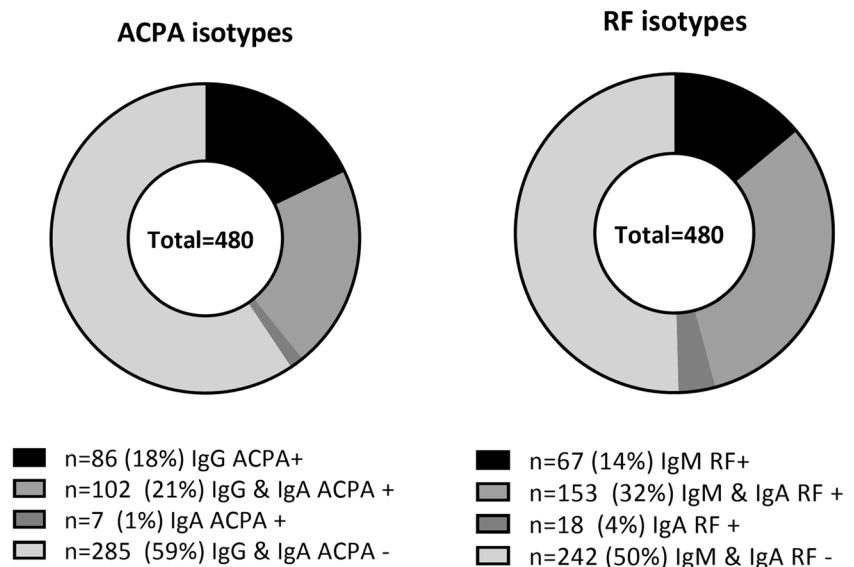 ACPA isotypes
Total=480
n=86 (18%) IgG ACPA+
n=102 (21%) IgG & IgA ACPA +
n=7 (1%) IgA ACPA +
n=285 (59%) IgG & IgA ACPA -
RF isotypes
Total=480
n=67 (14%) IgM RF+
n=153 (32%) IgM & IgA RF +
n=18 (4%) IgA RF +
n=242 (50%) IgM & IgA RF -